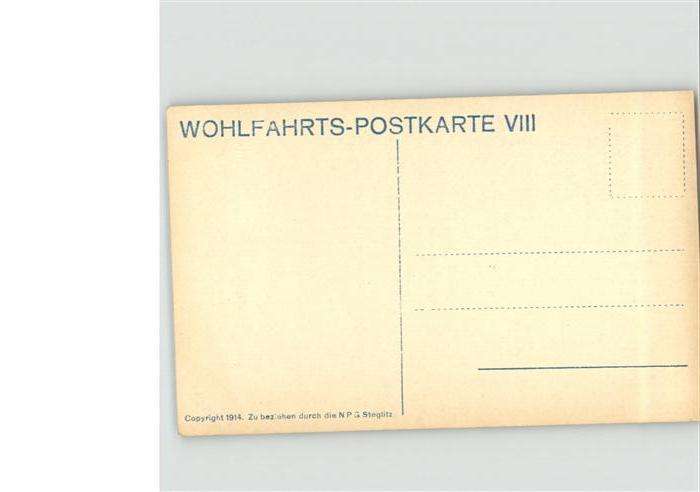 WOHLFAHRTS-POSTKARTE VIII
Copyright 1914. Zu beziehen durch die N P G Steglitz.